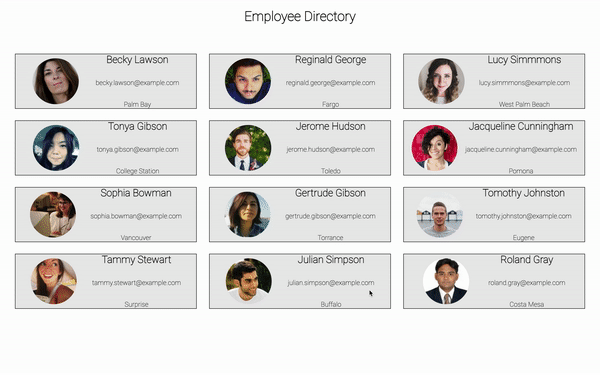 Employee Directory
Becky Lawson
becky.lawson@example.com
Palm Bay
Reginald George
reginald.george@example.com
Fargo
Lucy Simmmons
lucy.simmmons@example.com
West Palm Beach
Tonya Gibson
tonya.gibson@example.com
College Station
Jerome Hudson
jerome.hudson@example.com
Toledo
Jacqueline Cunningham
jacqueline.cunningham@example.com
Pomona
Sophia Bowman
sophia.bowman@example.com
Vancouver
Gertrude Gibson
gertrude.gibson@example.com
Torrance
Tomothy Johnston
tomothy.johnston@example.com
Eugene
Tammy Stewart
tammy.stewart@example.com
Surprise
Julian Simpson
julian.simpson@example.com
Buffalo
Roland Gray
roland.gray@example.com
Costa Mesa